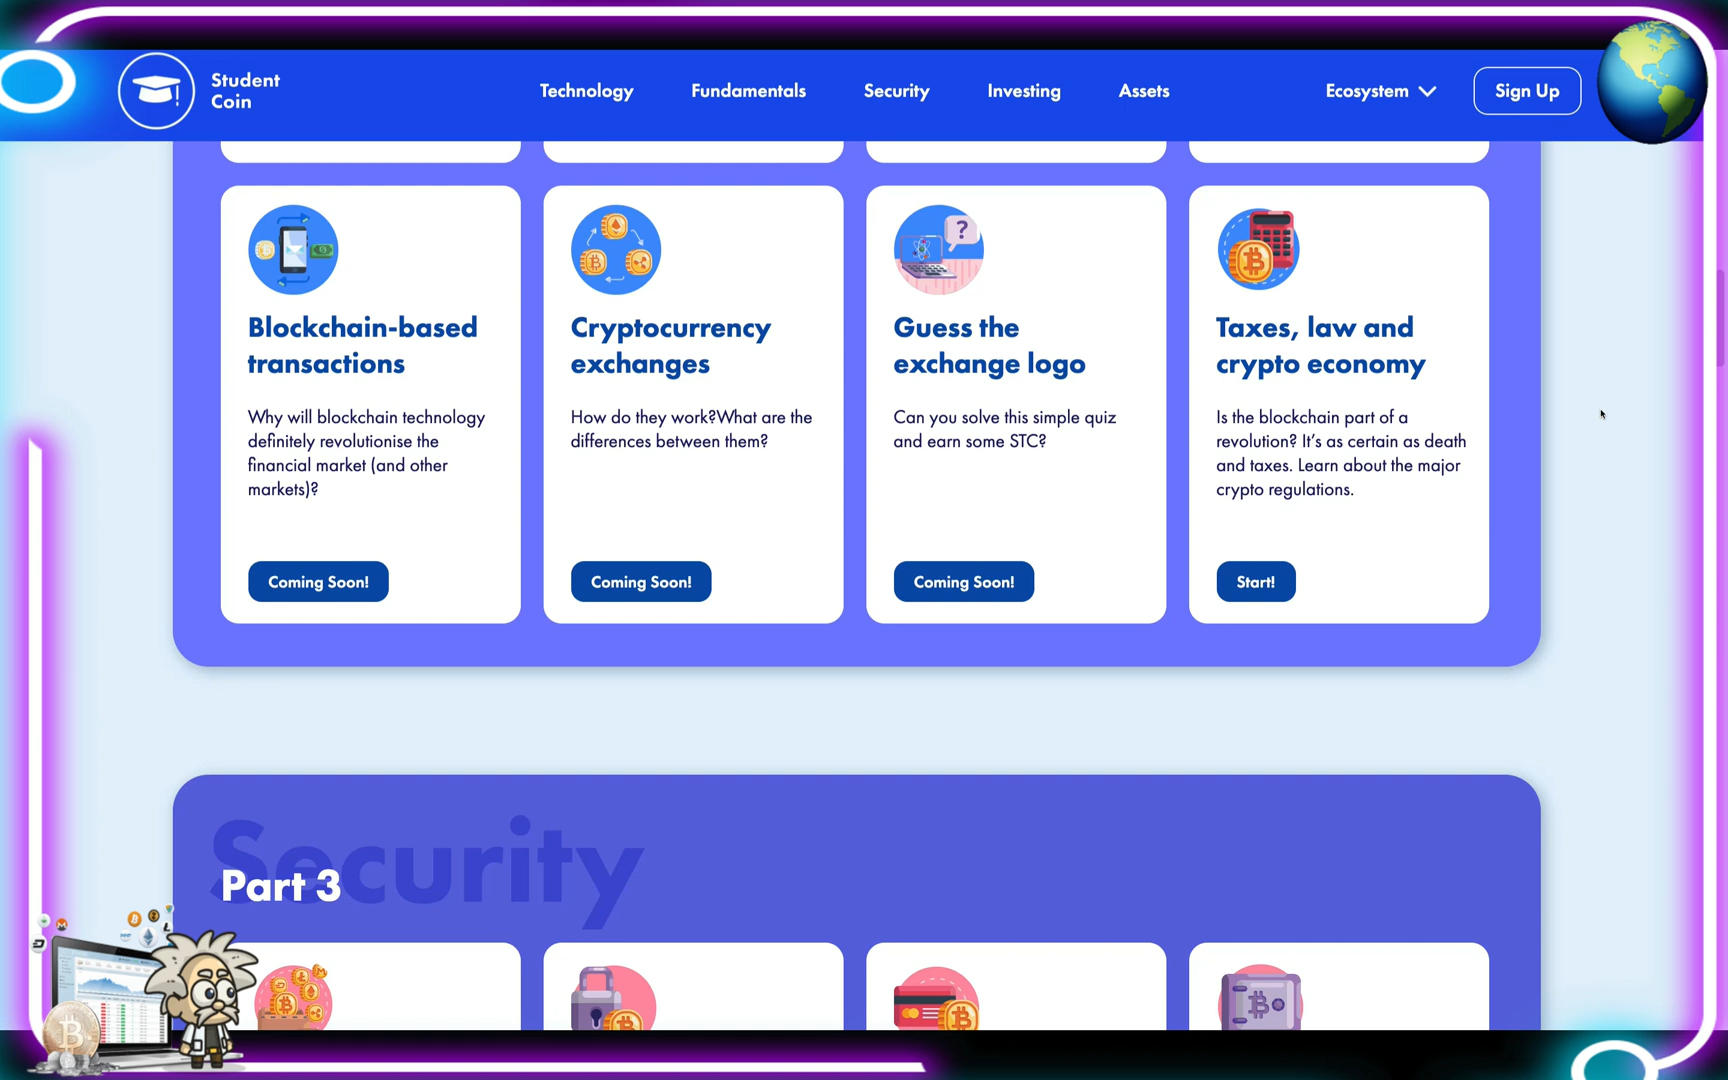 Student
Coin
Technology
Fundamentals
Security
Investing
Assets
Ecosystem
Sign Up
Blockchain-based
transactions
Why will blockchain technology
definitely revolutionise the
financial market (and other
markets)?
Coming Soon!
Cryptocurrency
exchanges
How do they work?What are the
differences between them?
Coming Soon!
Guess the
exchange logo
Can you solve this simple quiz
and earn some STC?
Coming Soon!
Taxes, law and
crypto economy
Is the blockchain part of a
revolution? It's as certain as death
and taxes. Learn about the major
crypto regulations.
Start!
Security
Part 3